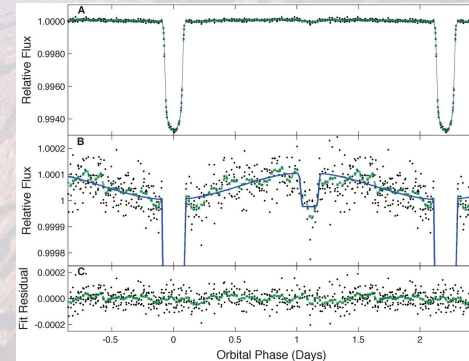 A
Relative Flux
1.0000
0.9980
0.9960
0.9940
B
Relative Flux
1.0002
1.0001
1
0.9999
0.9998
C.
Fit Residual
0.0002
0.0000
-0.0002
-0.5 0 0.5 1 1.5 2
Orbital Phase (Days)